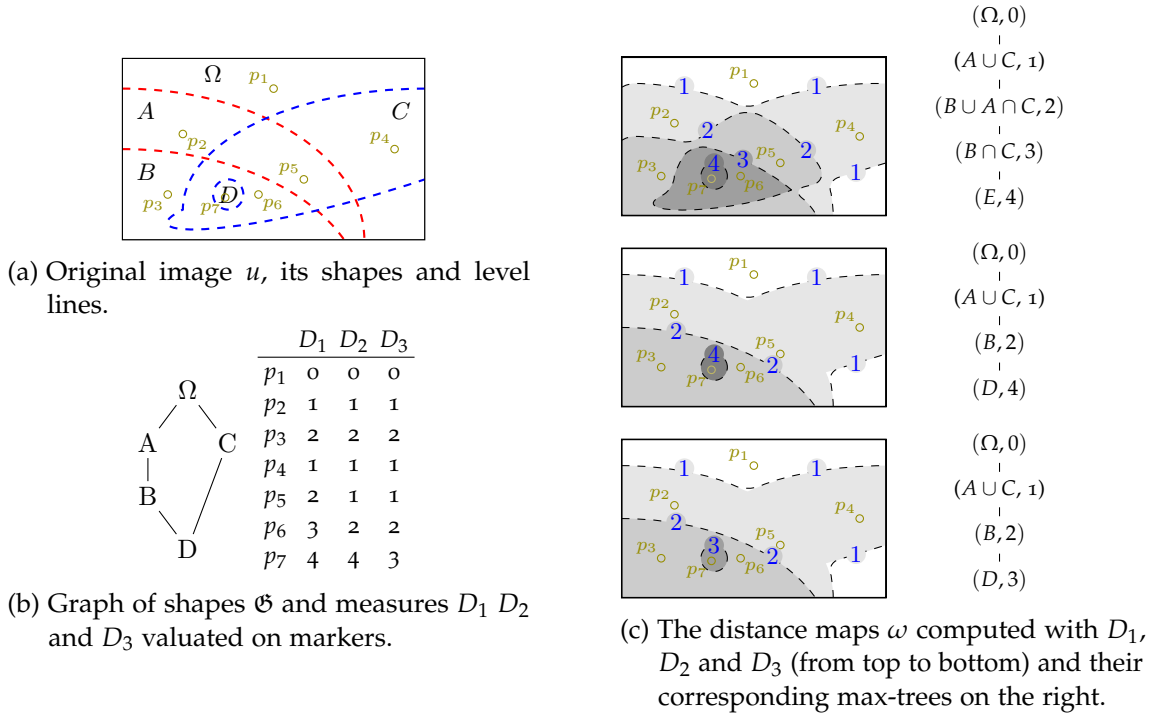 Ω
p1
A
C
p2
p4
B
p5
D
p3
p7
p6
(a) Original image u, its shapes and level
lines.
D1 D2 D3
p1 0 0 0
p2 1 1 1
p3 2 2 2
p4 1 1 1
p5 2 1 1
p6 3 2 2
p7 4 4 3
Ω
A C
B
D
(b) Graph of shapes 𝔊 and measures D1 D2
and D3 valuated on markers.
p1
1 1
p2
2
p4
2
p3
4 3 p5
1
p7 p6
(Ω, 0)
(A ∪ C, 1)
(B ∪ A ∩ C, 2)
(B ∩ C, 3)
(E, 4)
p1
1 1
p2
2
p4
p5
p3
4
2 1
p7 p6
(Ω, 0)
(A ∪ C, 1)
(B, 2)
(D, 4)
p1
1 1
p2
2
p4
p5
p3
3
2 1
p7 p6
(Ω, 0)
(A ∪ C, 1)
(B, 2)
(D, 3)
(c) The distance maps ω computed with D1,
D2 and D3 (from top to bottom) and their
corresponding max-trees on the right.